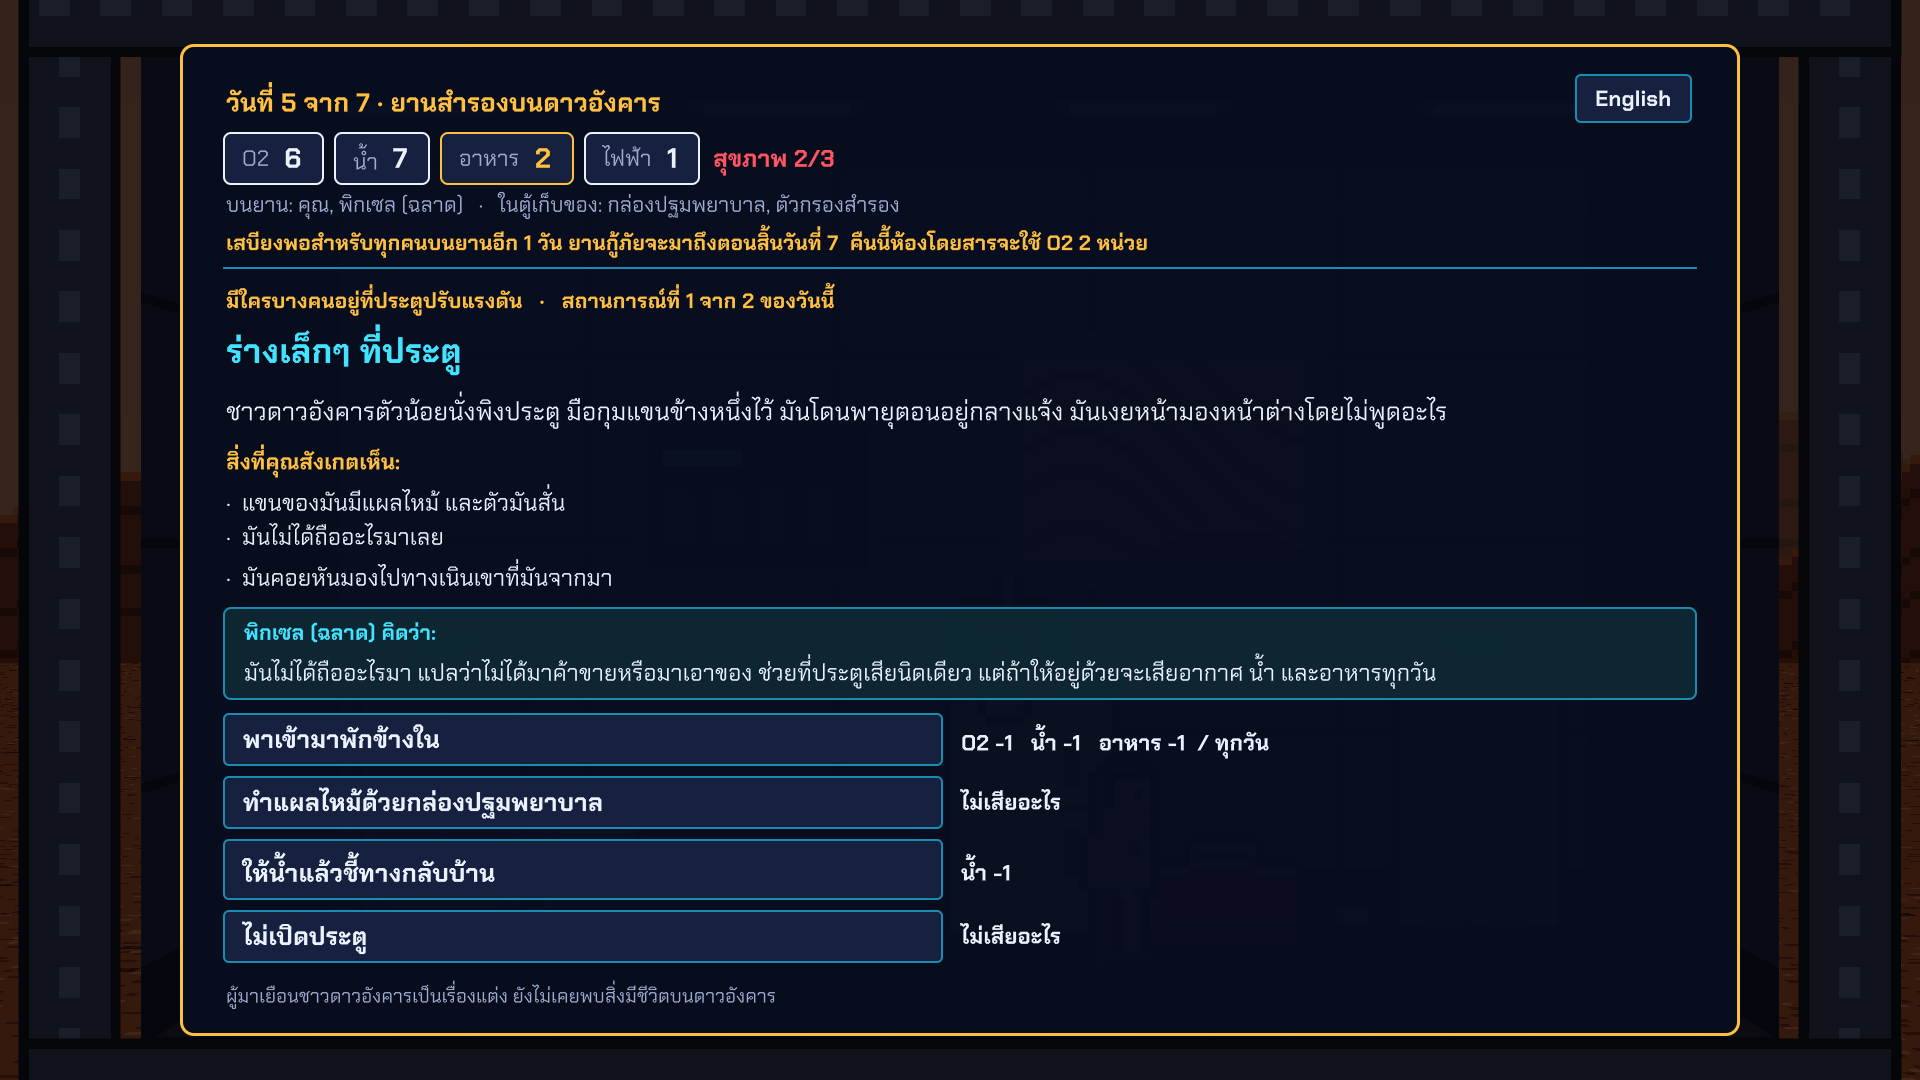 วันที่ 5 จาก 7 · ยานสำรองบนดาวอังคาร
English
O2 6 น้ำ 7 อาหาร 2 ไฟฟ้า 1 สุขภาพ 2/3
บนยาน: คุณ, พิกเซล (ฉลาด) · ในตู้เก็บของ: กล่องปฐมพยาบาล, ตัวกรองสำรอง
เสบียงพอสำหรับทุกคนบนยานอีก 1 วัน ยานกู้ภัยจะมาถึงตอนสิ้นวันที่ 7 คืนนี้ห้องโดยสารจะใช้ O2 2 หน่วย
มีใครบางคนอยู่ที่ประตูปรับแรงดัน · สถานการณ์ที่ 1 จาก 2 ของวันนี้
ร่างเล็กๆ ที่ประตู
ชาวดาวอังคารตัวน้อยนั่งพิงประตู มือกุมแขนข้างหนึ่งไว้ มันโดนพายุตอนอยู่กลางแจ้ง มันเงยหน้ามองหน้าต่างโดยไม่พูดอะไร
สิ่งที่คุณสังเกตเห็น:
· แขนของมันมีแผลไหม้ และตัวมันสั่น
· มันไม่ได้ถืออะไรมาเลย
· มันคอยหันมองไปทางเนินเขาที่มันจากมา
พิกเซล (ฉลาด) คิดว่า:
มันไม่ได้ถืออะไรมา แปลว่าไม่ได้มาค้าขายหรือมาเอาของ ช่วยที่ประตูเสียนิดเดียว แต่ถ้าให้อยู่ด้วยจะเสียอากาศ น้ำ และอาหารทุกวัน
พาเข้ามาพักข้างใน O2 -1 น้ำ -1 อาหาร -1 / ทุกวัน
ทำแผลไหม้ด้วยกล่องปฐมพยาบาล ไม่เสียอะไร
ให้น้ำแล้วชี้ทางกลับบ้าน น้ำ -1
ไม่เปิดประตู ไม่เสียอะไร
ผู้มาเยือนชาวดาวอังคารเป็นเรื่องแต่ง ยังไม่เคยพบสิ่งมีชีวิตบนดาวอังคาร